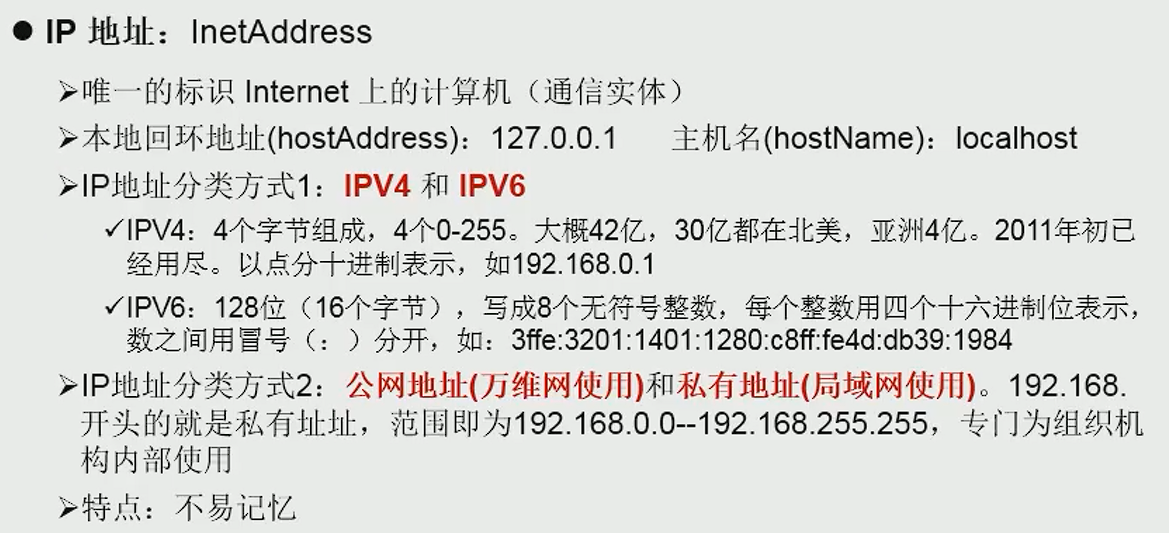 ● IP 地址：InetAddress
➢唯一的标识 Internet 上的计算机（通信实体）
➢本地回环地址(hostAddress)：127.0.0.1 主机名(hostName)：localhost
➢IP地址分类方式1：IPV4 和 IPV6
✓IPV4：4个字节组成，4个0-255。大概42亿，30亿都在北美，亚洲4亿。2011年初已
经用尽。以点分十进制表示，如192.168.0.1
✓IPV6：128位（16个字节），写成8个无符号整数，每个整数用四个十六进制位表示，
数之间用冒号（：）分开，如：3ffe:3201:1401:1280:c8ff:fe4d:db39:1984
➢IP地址分类方式2：公网地址(万维网使用)和私有地址(局域网使用)。192.168.
开头的就是私有址址，范围即为192.168.0.0--192.168.255.255，专门为组织机
构内部使用
➢特点：不易记忆